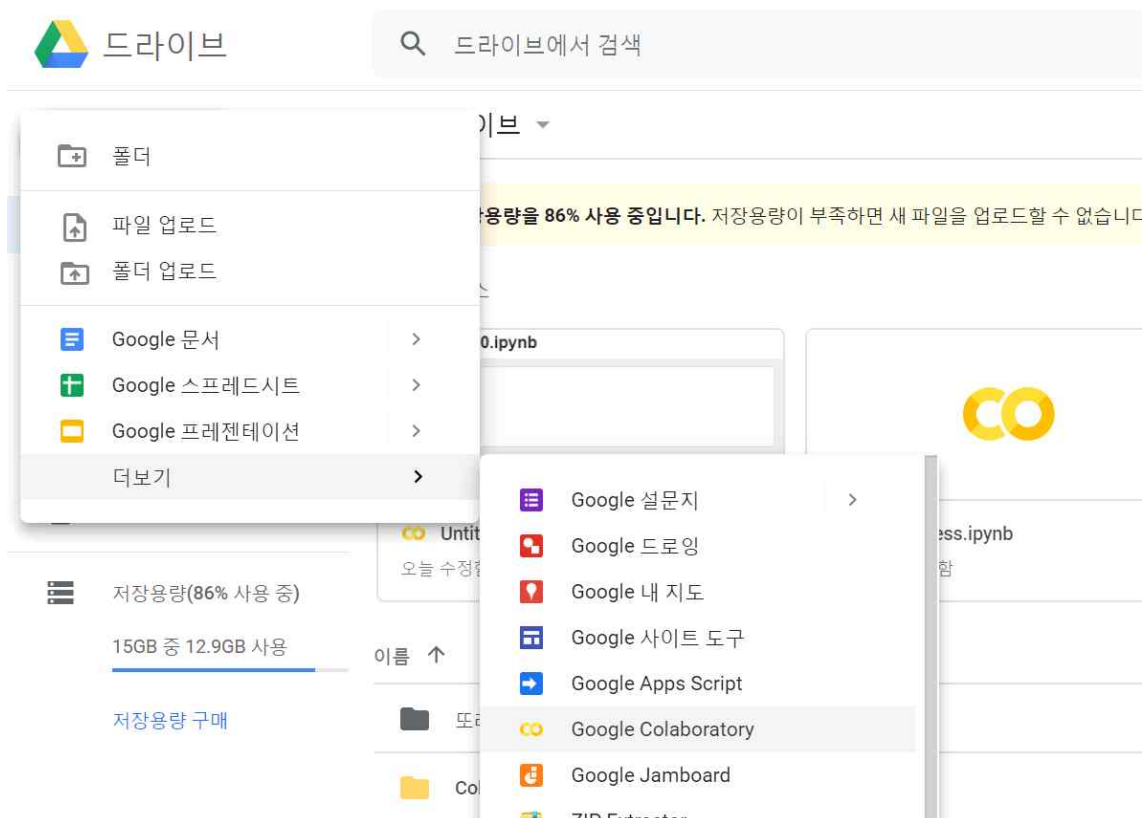 드라이브
드라이브에서 검색
이브
폴더
용량을 86% 사용 중입니다. 저장용량이 부족하면 새 파일을 업로드할 수 없습니다
파일 업로드
폴더 업로드
Google 문서
0.ipynb
Google 스프레드시트
Google 프레젠테이션
더보기
Google 설문지
Untit
ess.ipynb
Google 드로잉
오늘 수정함
함
Google 내 지도
저장용량(86% 사용 중)
Google 사이트 도구
15GB 중 12.9GB 사용
이름
Google Apps Script
저장용량 구매
또
Google Colaboratory
Google Jamboard
Col
ZIP Extractor